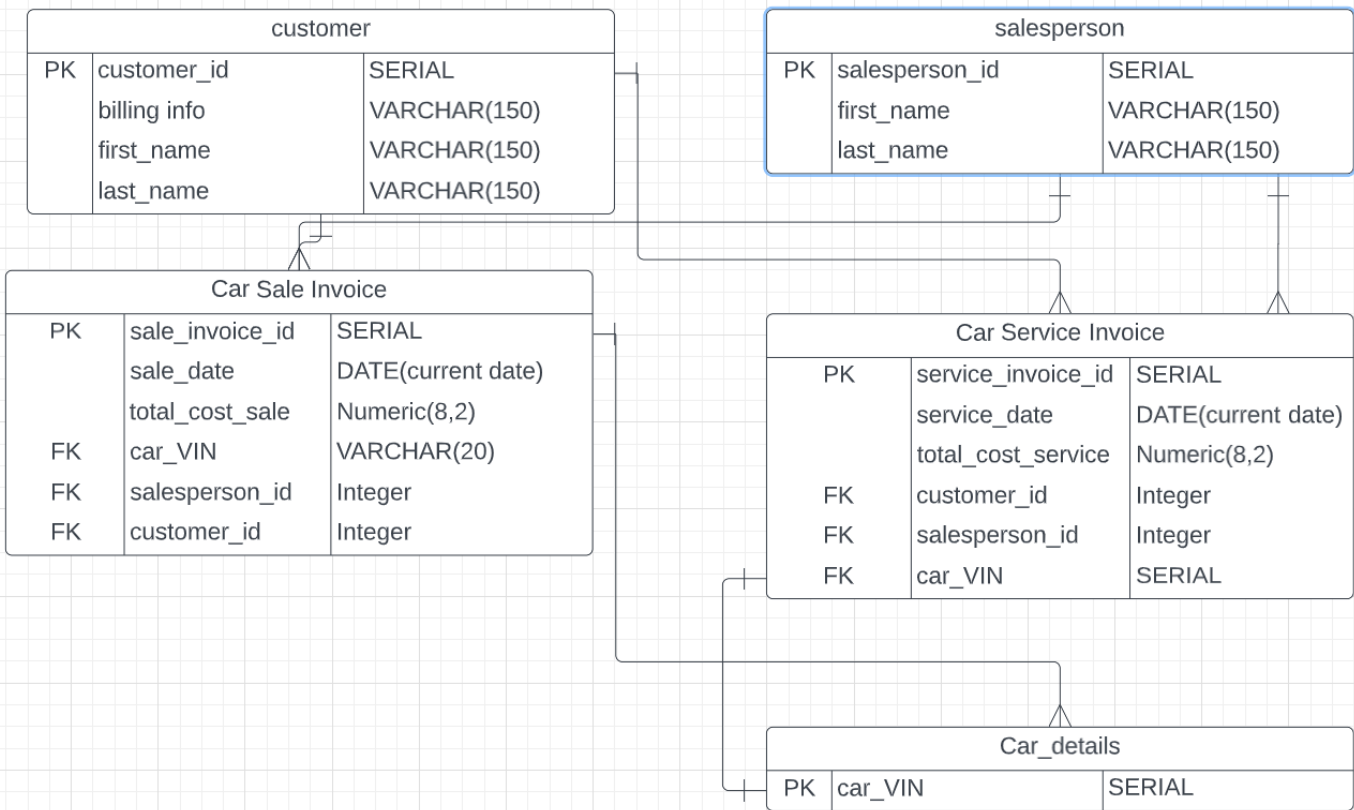 customer
PK customer_id SERIAL
billing info VARCHAR(150)
first_name VARCHAR(150)
last_name VARCHAR(150)
salesperson
PK salesperson_id SERIAL
first_name VARCHAR(150)
last_name VARCHAR(150)
Car Sale Invoice
PK sale_invoice_id SERIAL
sale_date DATE(current date)
total_cost_sale Numeric(8,2)
FK car_VIN VARCHAR(20)
FK salesperson_id Integer
FK customer_id Integer
Car Service Invoice
PK service_invoice_id SERIAL
service_date DATE(current date)
total_cost_service Numeric(8,2)
FK customer_id Integer
FK salesperson_id Integer
FK car_VIN SERIAL
Car_details
PK car_VIN SERIAL